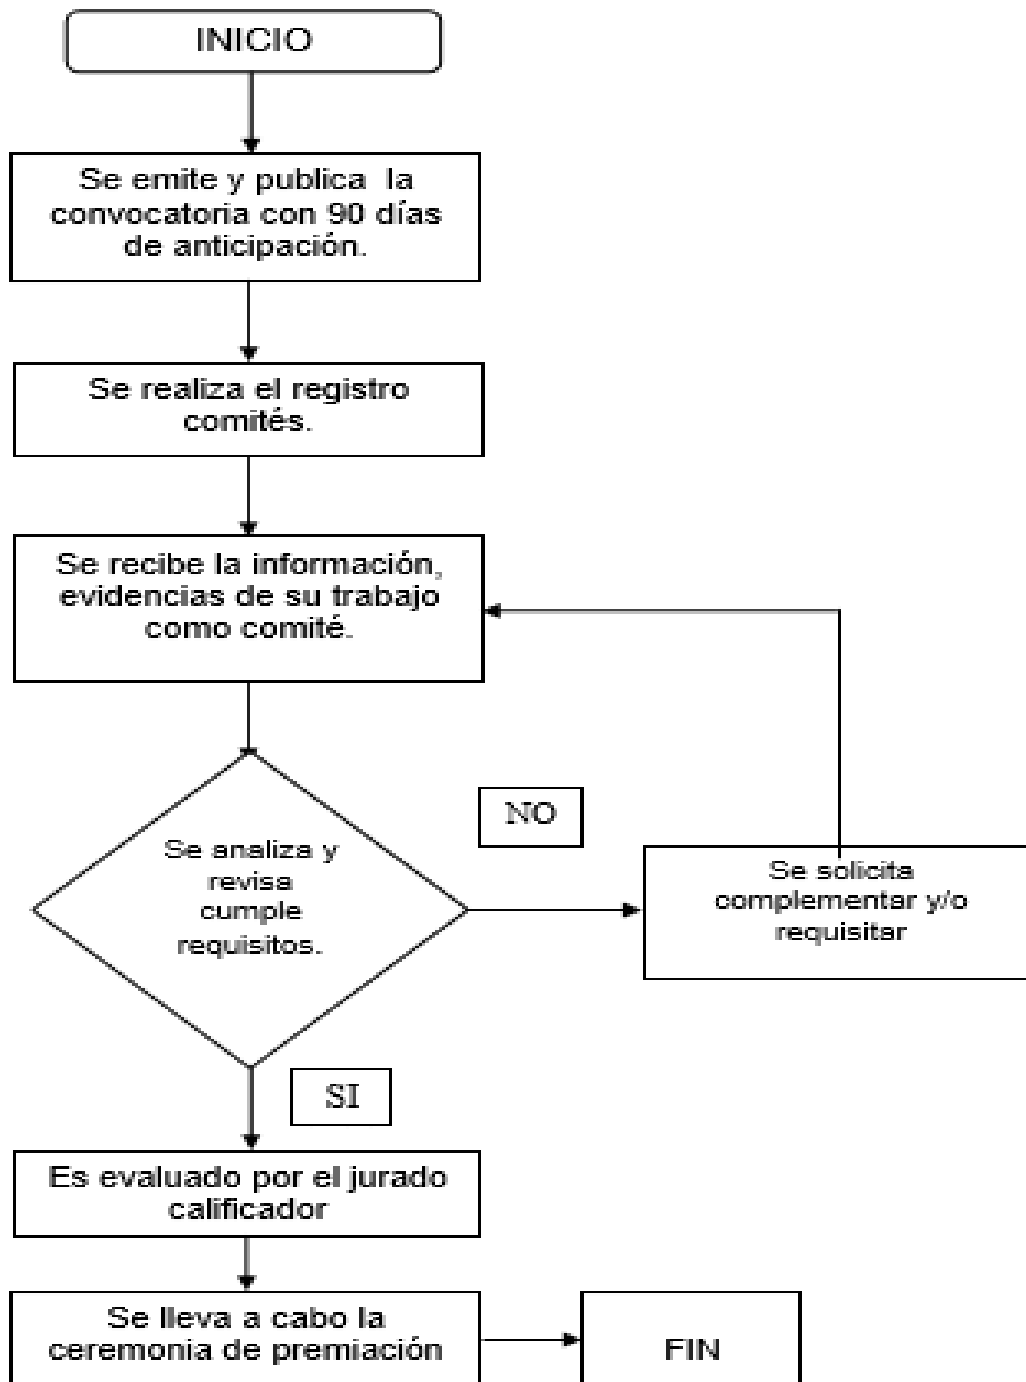 INICIO
Se emite y publica la
convocatoria con 90 días
de anticipación.
Se realiza el registro
comités.
Se recibe la información,
evidencias de su trabajo
como comité.
Se analiza y
revisa
cumple
requisitos.
NO
Se solicita
complementar y/o
requisitar
SI
Es evaluado por el jurado
calificador
Se lleva a cabo la
ceremonia de premiación
FIN